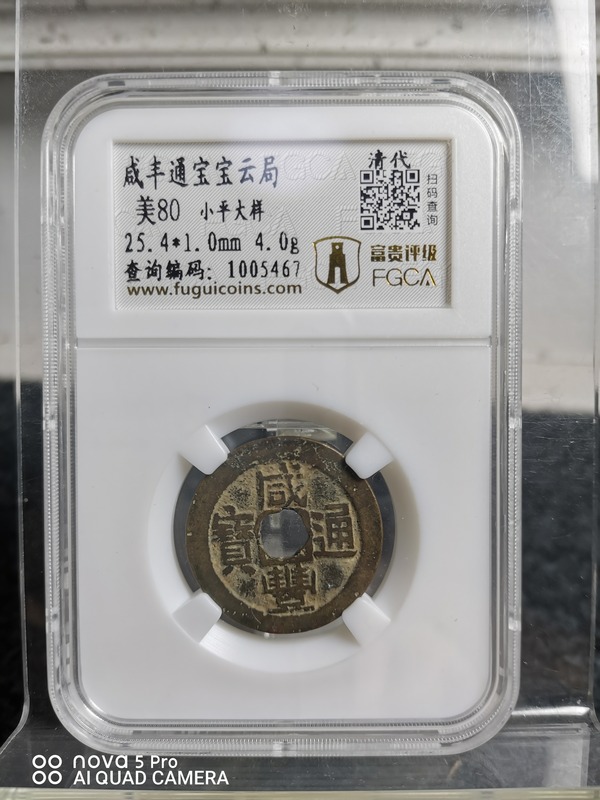 咸丰通宝宝云局
清代
美80 小平大样
25.4*1.0mm 4.0g
查询编码: 1005467
www.fuguicoins.com
扫码查询
富贵评级
FGCA
咸
寶 通
豐
nova 5 Pro
AI QUAD CAMERA